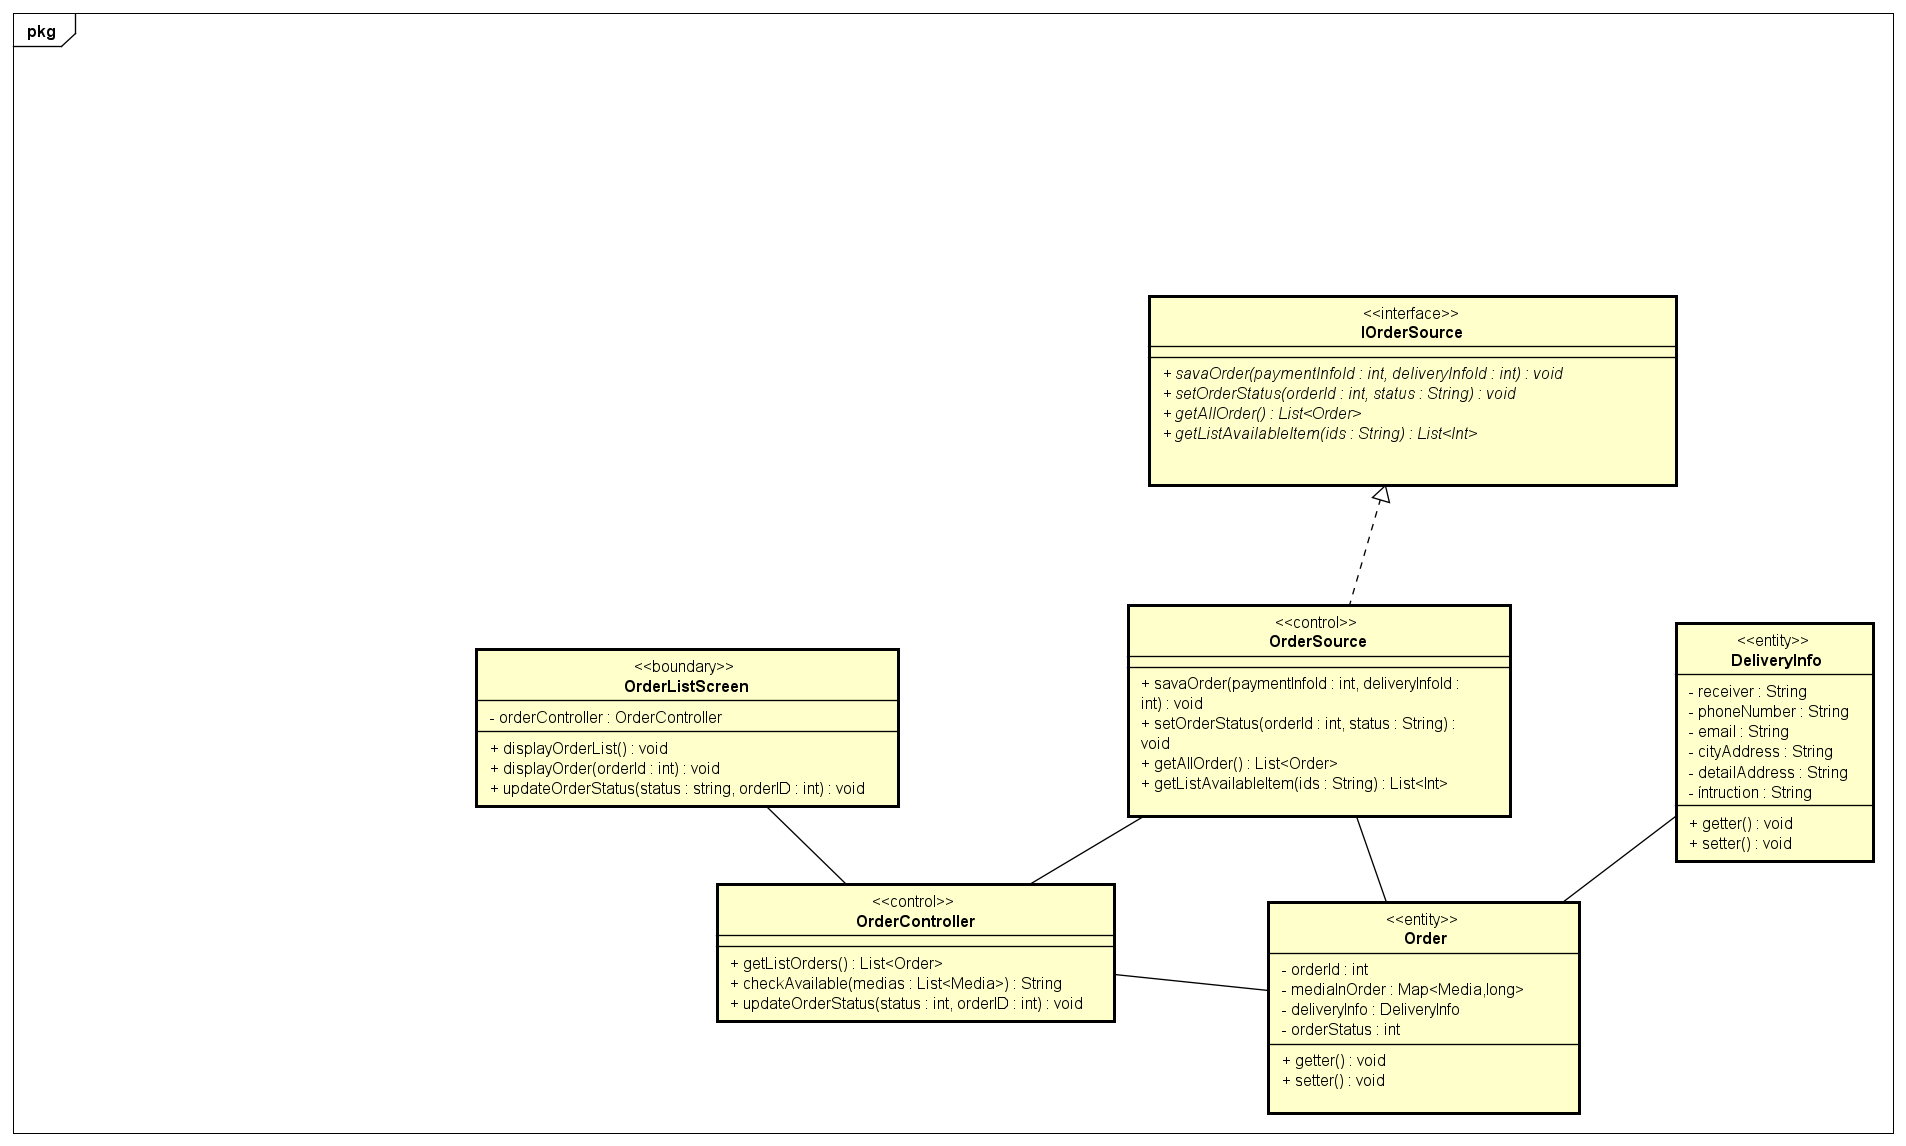 pkg
<<interface>>
IOrderSource
+ savaOrder(paymentInfoId : int, deliveryInfoId : int) : void
+ setOrderStatus(orderId : int, status : String) : void
+ getAllOrder() : List<Order>
+ getListAvailableItem(ids : String) : List<Int>
<<control>>
OrderSource
+ savaOrder(paymentInfoId : int, deliveryInfoId :
int) : void
+ setOrderStatus(orderId : int, status : String) :
void
+ getAllOrder() : List<Order>
+ getListAvailableItem(ids : String) : List<Int>
<<entity>>
DeliveryInfo
- receiver : String
- phoneNumber : String
- email : String
- cityAddress : String
- detailAddress : String
- íntruction : String
+ getter() : void
+ setter() : void
<<boundary>>
OrderListScreen
- orderController : OrderController
+ displayOrderList() : void
+ displayOrder(orderId : int) : void
+ updateOrderStatus(status : string, orderID : int) : void
<<control>>
OrderController
+ getListOrders() : List<Order>
+ checkAvailable(medias : List<Media>) : String
+ updateOrderStatus(status : int, orderID : int) : void
<<entity>>
Order
- orderId : int
- mediaInOrder : Map<Media,long>
- deliveryInfo : DeliveryInfo
- orderStatus : int
+ getter() : void
+ setter() : void